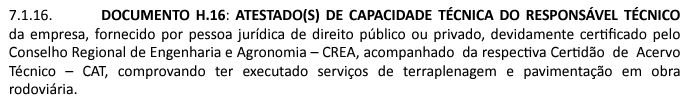 7.1.16. DOCUMENTO H.16: ATESTADO(S) DE CAPACIDADE TÉCNICA DO RESPONSÁVEL TÉCNICO
da empresa, fornecido por pessoa jurídica de direito público ou privado, devidamente certificado pelo
Conselho Regional de Engenharia e Agronomia – CREA, acompanhado da respectiva Certidão de Acervo
Técnico – CAT, comprovando ter executado serviços de terraplenagem e pavimentação em obra
rodoviária.